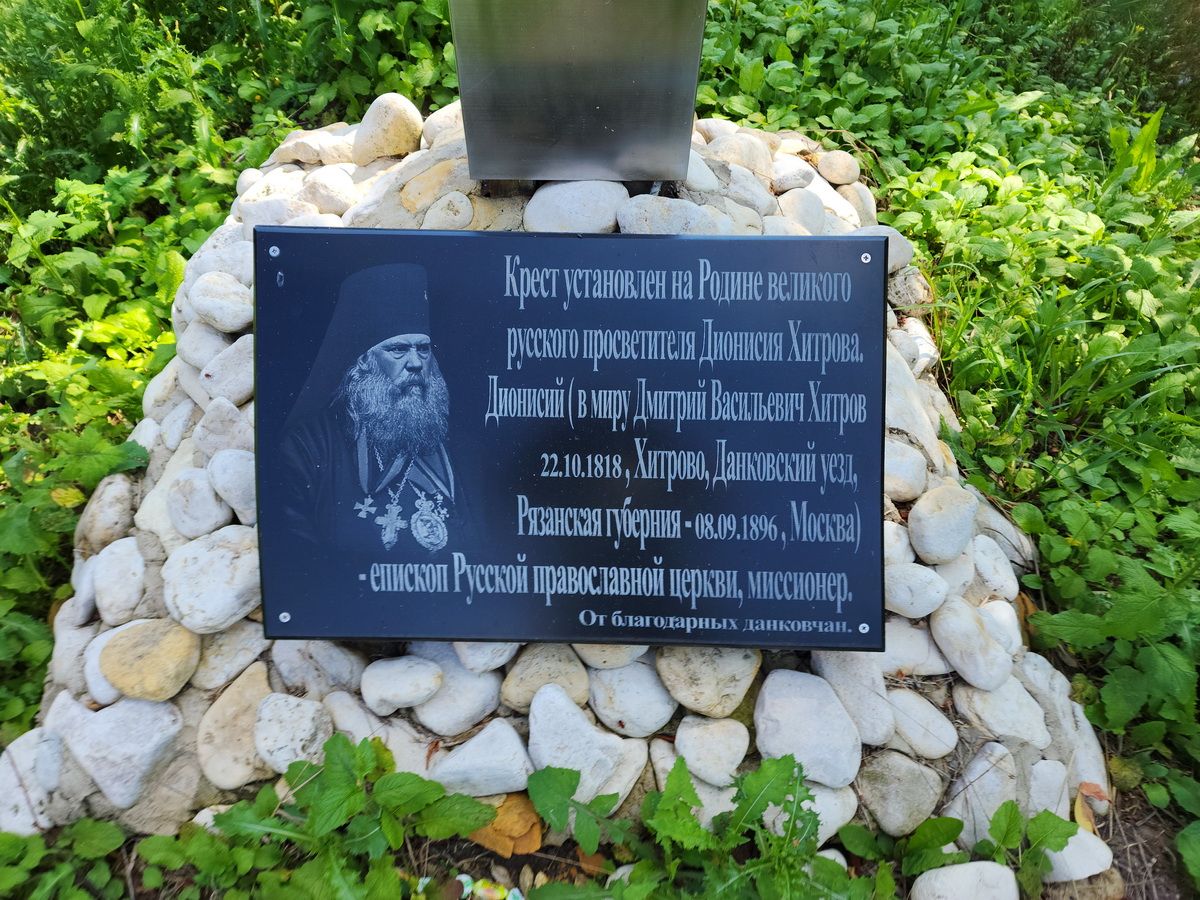 Крест установлен на Родине великого
русского просветителя Дионисия Хитрова.
Дионисий ( в миру Дмитрий Васильевич Хитров
22.10.1818 , Хитрово, Данковский уезд,
Рязанская губерния - 08.09.1896 , Москва)
- епископ Русской православной церкви, миссионер.
От благодарных данковчан.